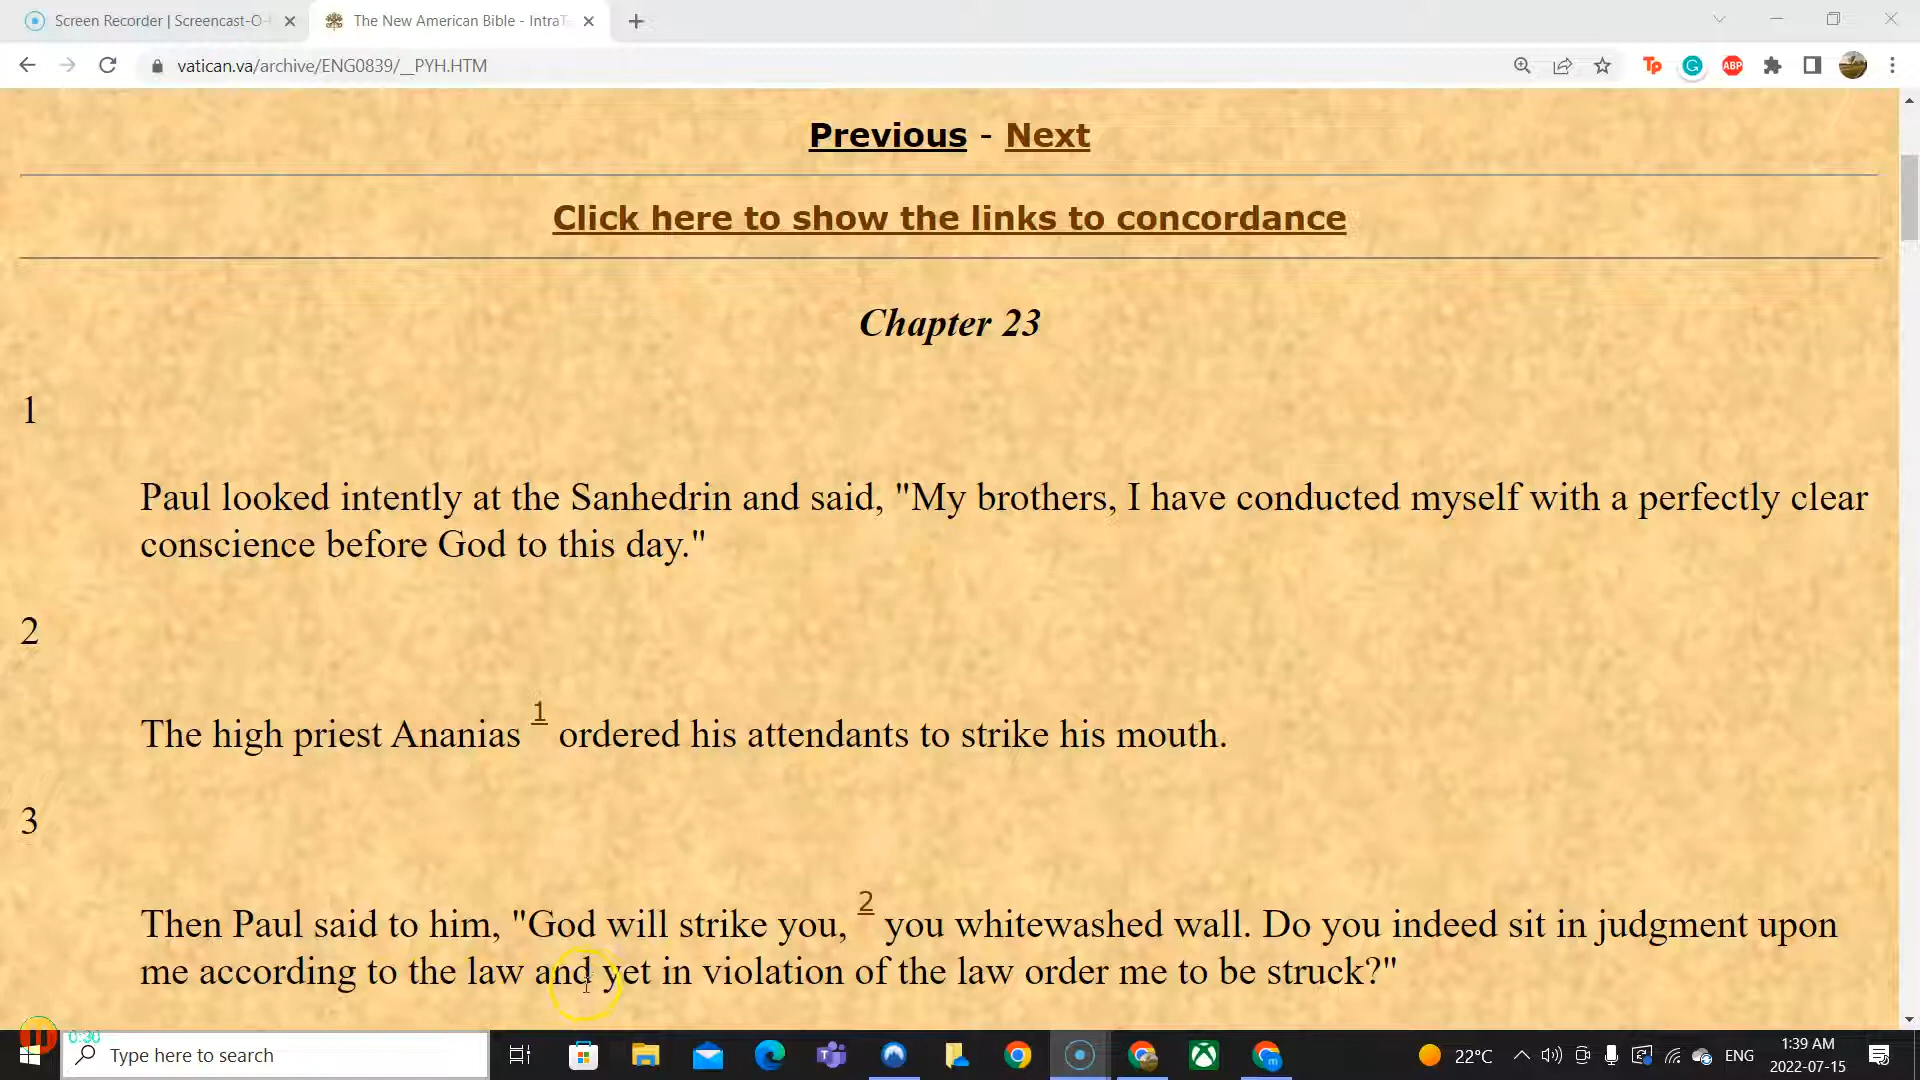 Screen Recorder | Screencast-O-
The New American Bible - IntraT
vatican.va/archive/ENG0839/__PYH.HTM
Tp
G
ABP
Previous - Next
Click here to show the links to concordance
Chapter 23
1
Paul looked intently at the Sanhedrin and said, "My brothers, I have conducted myself with a perfectly clear
conscience before God to this day."
2
The high priest Ananias 1 ordered his attendants to strike his mouth.
3
Then Paul said to him, "God will strike you, 2 you whitewashed wall. Do you indeed sit in judgment upon
me according to the law and yet in violation of the law order me to be struck?"
0:30
Type here to search
22°C
ENG
1:39 AM
2022-07-15